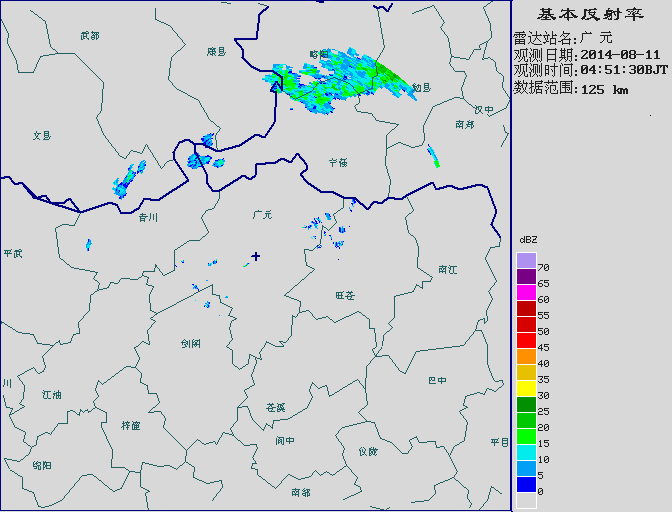 基本反射率
雷达站名:广 元
观测日期:2014-08-11
观测时间:04:51:30BJT
数据范围:125 km
武都
康县
略阳
勉县
汉中
南郑
文县
宁强
青川
广元
平武
南江
旺苍
剑阁
川
江油
巴中
苍溪
梓潼
阆中
仪陇
平昌
绵阳
南部
dBZ
70
65
60
55
50
45
40
35
30
25
20
15
10
5
0